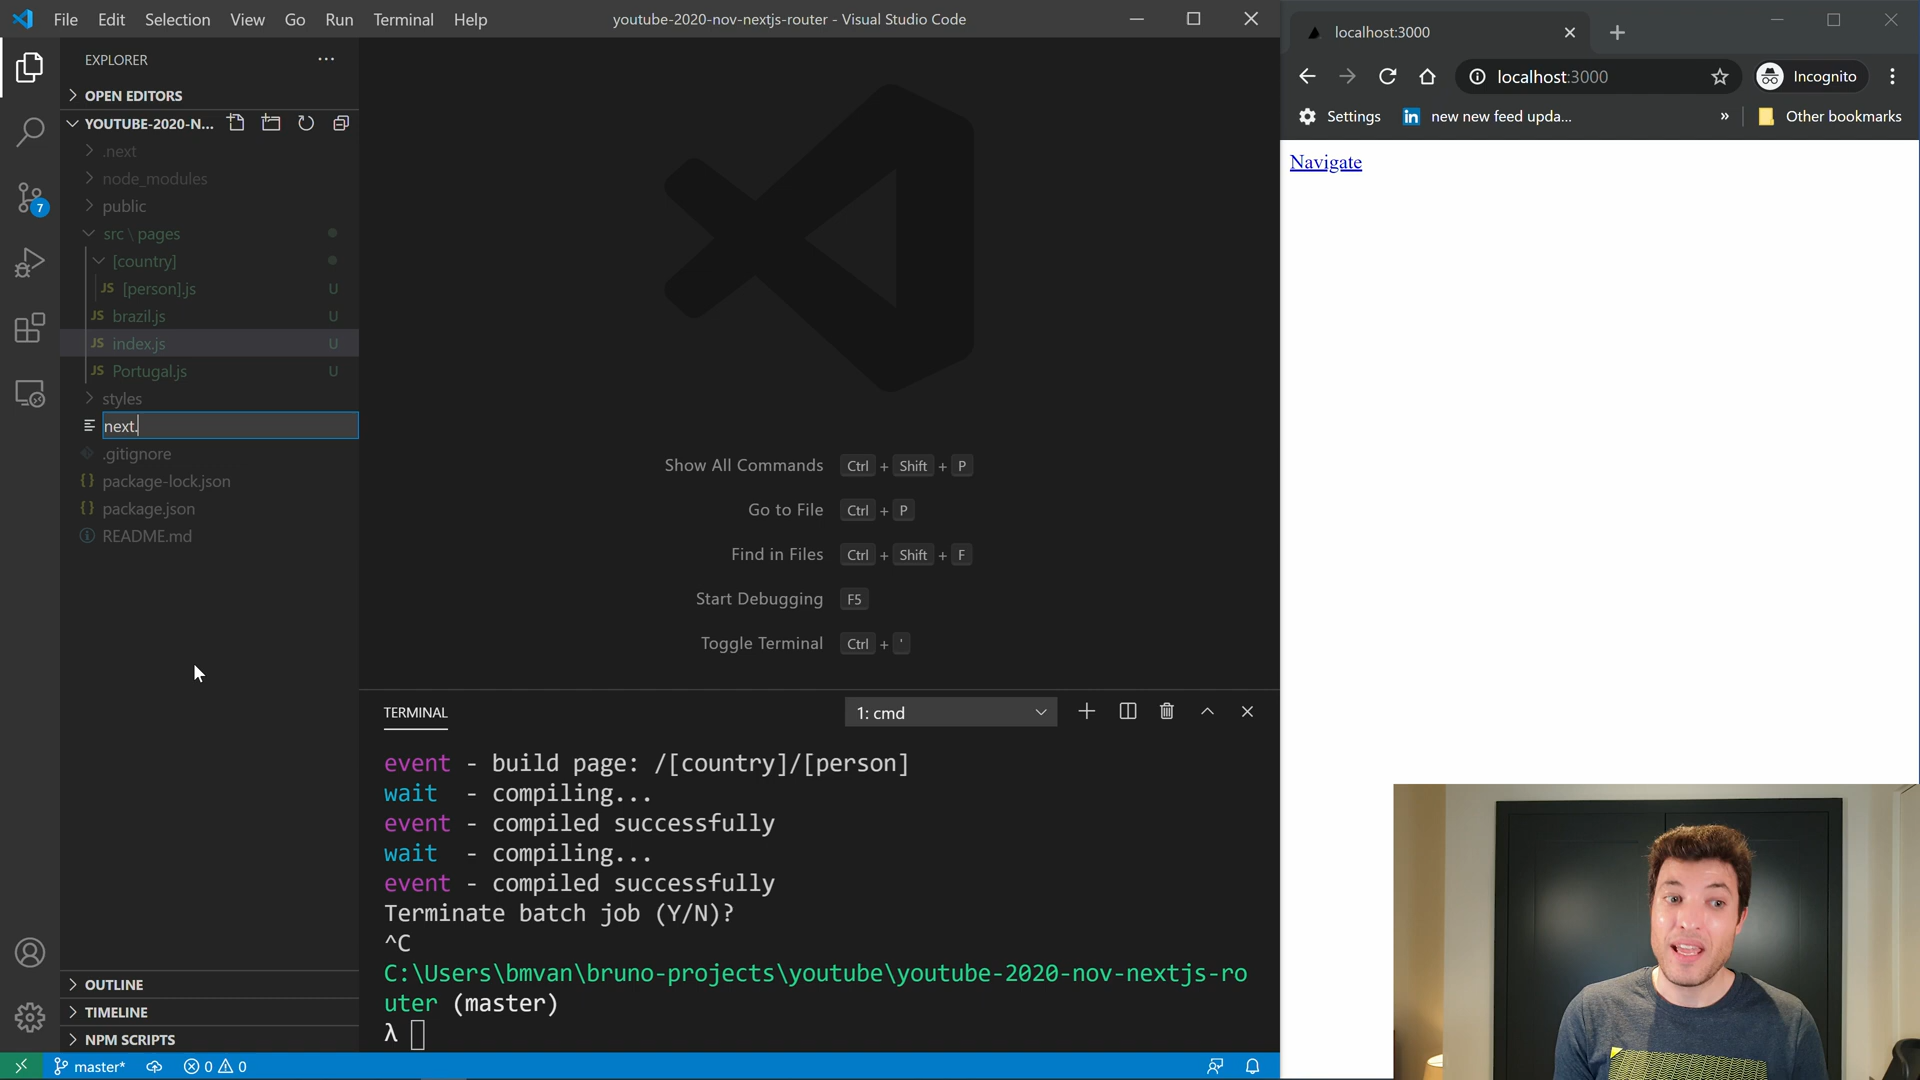 File Edit Selection View Go Run Terminal Help
youtube-2020-nov-nextjs-router - Visual Studio Code
EXPLORER
OPEN EDITORS
YOUTUBE-2020-N...
.next
node_modules
public
src \ pages
[country]
JS [person].js U
JS brazil.js U
JS index.js U
JS Portugal.js U
styles
next.
.gitignore
{} package-lock.json
{} package.json
README.md
OUTLINE
TIMELINE
NPM SCRIPTS
7
Show All Commands Ctrl + Shift + P
Go to File Ctrl + P
Find in Files Ctrl + Shift + F
Start Debugging F5
Toggle Terminal Ctrl + '
TERMINAL
1: cmd
event - build page: /[country]/[person]
wait - compiling...
event - compiled successfully
wait - compiling...
event - compiled successfully
Terminate batch job (Y/N)?
^C
C:\Users\bmvan\bruno-projects\youtube\youtube-2020-nov-nextjs-ro
uter (master)
λ
master* 0 0
localhost:3000
localhost:3000
Incognito
Settings
in new new feed upda...
»
Other bookmarks
Navigate